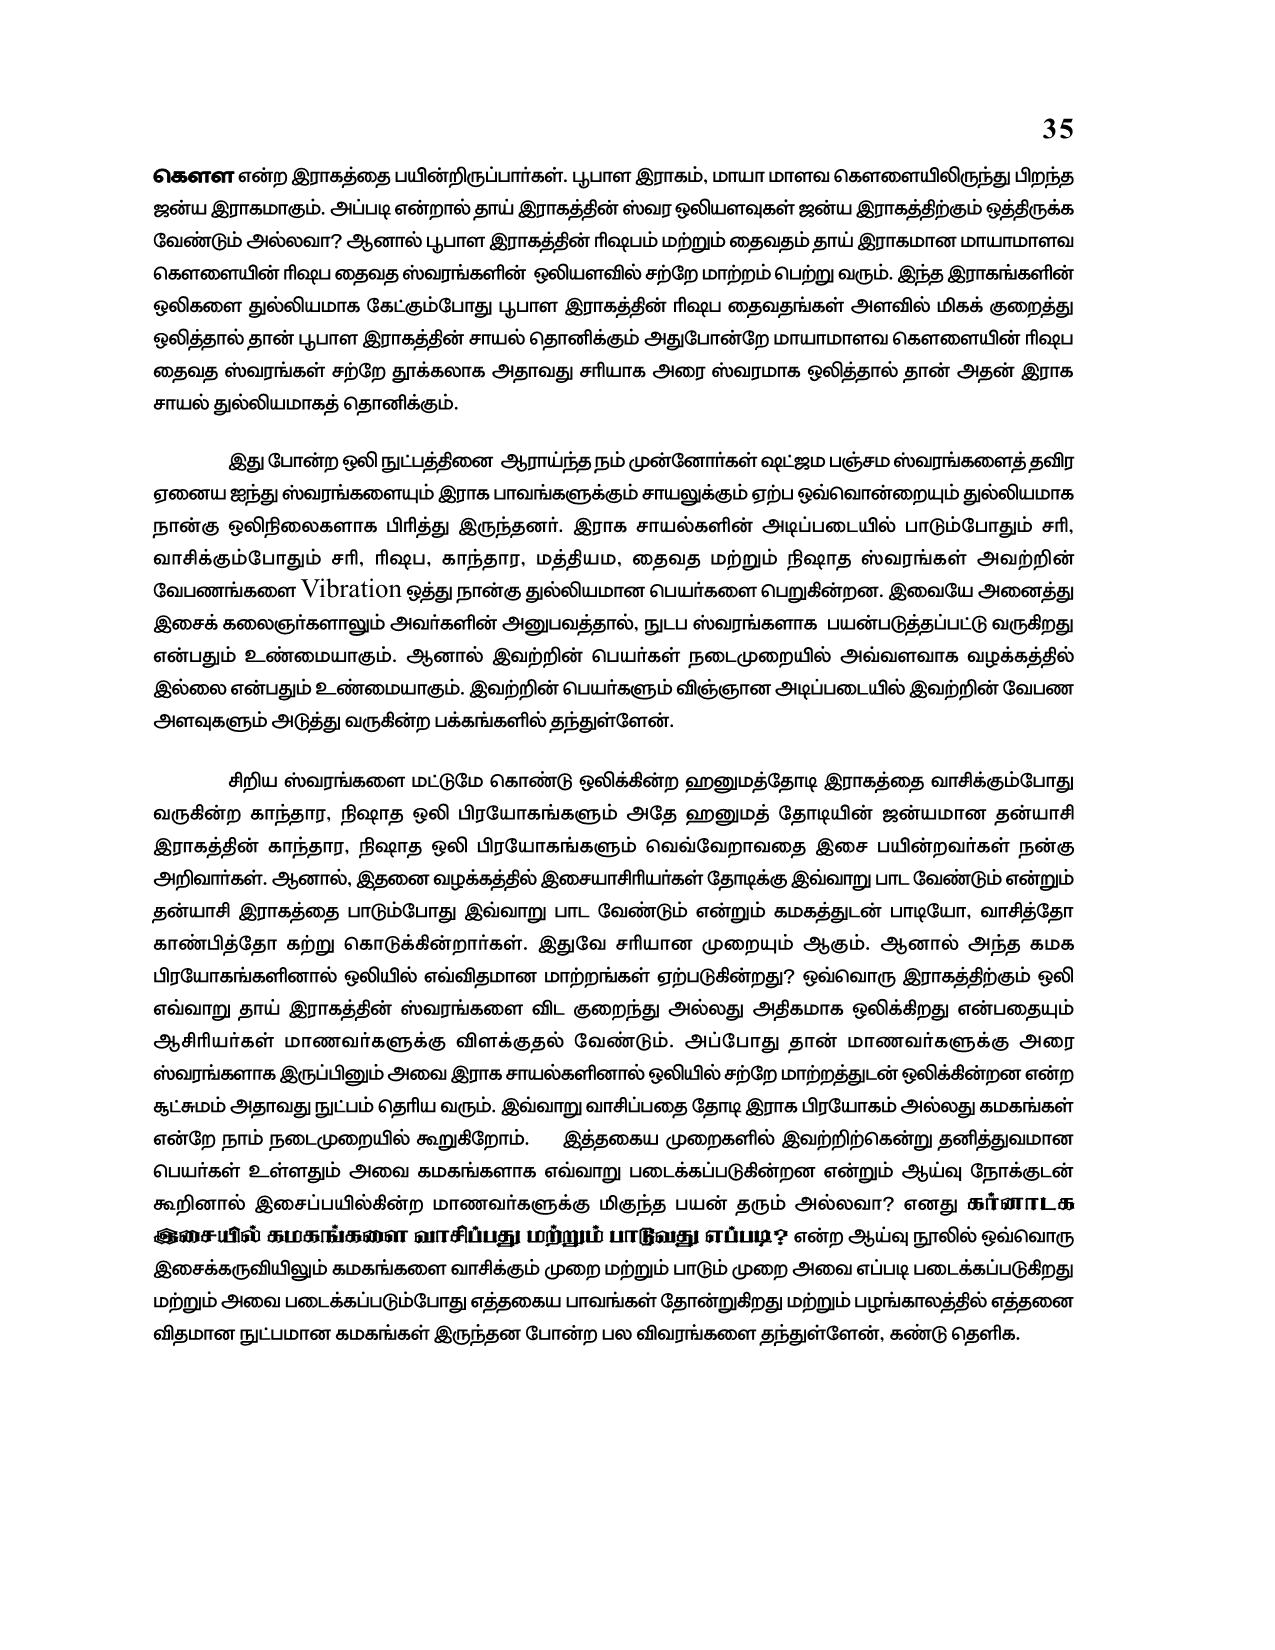 35
கௌள என்ற இராகத்தை பயின்றிருப்பார்கள். பூபாள இராகம், மாயா மாளவ கௌளையிலிருந்து பிறந்த
ஜன்ய இராகமாகும். அப்படி என்றால் தாய் இராகத்தின் ஸ்வர ஒலியளவுகள் ஜன்ய இராகத்திற்கும் ஒத்திருக்க
வேண்டும் அல்லவா? ஆனால் பூபாள இராகத்தின் ரிஷபம் மற்றும் தைவதம் தாய் இராகமான மாயாமாளவ
கௌளையின் ரிஷப தைவத ஸ்வரங்களின் ஒலியளவில் சற்றே மாற்றம் பெற்று வரும். இந்த இராகங்களின்
ஒலிகளை துல்லியமாக கேட்கும்போது பூபாள இராகத்தின் ரிஷப தைவதங்கள் அளவில் மிகக் குறைத்து
ஒலித்தால் தான் பூபாள இராகத்தின் சாயல் தொனிக்கும் அதுபோன்றே மாயாமாளவ கௌளையின் ரிஷப
தைவத ஸ்வரங்கள் சற்றே தூக்கலாக அதாவது சரியாக அரை ஸ்வரமாக ஒலித்தால் தான் அதன் இராக
சாயல் துல்லியமாகத் தொனிக்கும்.
இது போன்ற ஒலி நுட்பத்தினை ஆராய்ந்த நம் முன்னோர்கள் ஷட்ஜம பஞ்சம ஸ்வரங்களைத் தவிர
ஏனைய ஐந்து ஸ்வரங்களையும் இராக பாவங்களுக்கும் சாயலுக்கும் ஏற்ப ஒவ்வொன்றையும் துல்லியமாக
நான்கு ஒலிநிலைகளாக பிரித்து இருந்தனர். இராக சாயல்களின் அடிப்படையில் பாடும்போதும் சரி,
வாசிக்கும்போதும் சரி, ரிஷப, காந்தார, மத்தியம, தைவத மற்றும் நிஷாத ஸ்வரங்கள் அவற்றின்
வேபணங்களை Vibration ஒத்து நான்கு துல்லியமான பெயர்களை பெறுகின்றன. இவையே அனைத்து
இசைக் கலைஞர்களாலும் அவர்களின் அனுபவத்தால், நுடப ஸ்வரங்களாக பயன்படுத்தப்பட்டு வருகிறது
என்பதும் உண்மையாகும். ஆனால் இவற்றின் பெயர்கள் நடைமுறையில் அவ்வளவாக வழக்கத்தில்
இல்லை என்பதும் உண்மையாகும். இவற்றின் பெயர்களும் விஞ்ஞான அடிப்படையில் இவற்றின் வேபண
அளவுகளும் அடுத்து வருகின்ற பக்கங்களில் தந்துள்ளேன்.
சிறிய ஸ்வரங்களை மட்டுமே கொண்டு ஒலிக்கின்ற ஹனுமத்தோடி இராகத்தை வாசிக்கும்போது
வருகின்ற காந்தார, நிஷாத ஒலி பிரயோகங்களும் அதே ஹனுமத் தோடியின் ஜன்யமான தன்யாசி
இராகத்தின் காந்தார, நிஷாத ஒலி பிரயோகங்களும் வெவ்வேறாவதை இசை பயின்றவர்கள் நன்கு
அறிவார்கள். ஆனால், இதனை வழக்கத்தில் இசையாசிரியர்கள் தோடிக்கு இவ்வாறு பாட வேண்டும் என்றும்
தன்யாசி இராகத்தை பாடும்போது இவ்வாறு பாட வேண்டும் என்றும் கமகத்துடன் பாடியோ, வாசித்தோ
காண்பித்தோ கற்று கொடுக்கின்றார்கள். இதுவே சரியான முறையும் ஆகும். ஆனால் அந்த கமக
பிரயோகங்களினால் ஒலியில் எவ்விதமான மாற்றங்கள் ஏற்படுகின்றது? ஒவ்வொரு இராகத்திற்கும் ஒலி
எவ்வாறு தாய் இராகத்தின் ஸ்வரங்களை விட குறைந்து அல்லது அதிகமாக ஒலிக்கிறது என்பதையும்
ஆசிரியர்கள் மாணவர்களுக்கு விளக்குதல் வேண்டும். அப்போது தான் மாணவர்களுக்கு அரை
ஸ்வரங்களாக இருப்பினும் அவை இராக சாயல்களினால் ஒலியில் சற்றே மாற்றத்துடன் ஒலிக்கின்றன என்ற
சூட்சுமம் அதாவது நுட்பம் தெரிய வரும். இவ்வாறு வாசிப்பதை தோடி இராக பிரயோகம் அல்லது கமகங்கள்
என்றே நாம் நடைமுறையில் கூறுகிறோம். இத்தகைய முறைகளில் இவற்றிற்கென்று தனித்துவமான
பெயர்கள் உள்ளதும் அவை கமகங்களாக எவ்வாறு படைக்கப்படுகின்றன என்றும் ஆய்வு நோக்குடன்
கூறினால் இசைப்பயில்கின்ற மாணவர்களுக்கு மிகுந்த பயன் தரும் அல்லவா? எனது கர்னாடக
இசையில் கமகங்களை வாசிப்பது மற்றும் பாடுவது எப்படி? என்ற ஆய்வு நூலில் ஒவ்வொரு
இசைக்கருவியிலும் கமகங்களை வாசிக்கும் முறை மற்றும் பாடும் முறை அவை எப்படி படைக்கப்படுகிறது
மற்றும் அவை படைக்கப்படும்போது எத்தகைய பாவங்கள் தோன்றுகிறது மற்றும் பழங்காலத்தில் எத்தனை
விதமான நுட்பமான கமகங்கள் இருந்தன போன்ற பல விவரங்களை தந்துள்ளேன், கண்டு தெளிக.